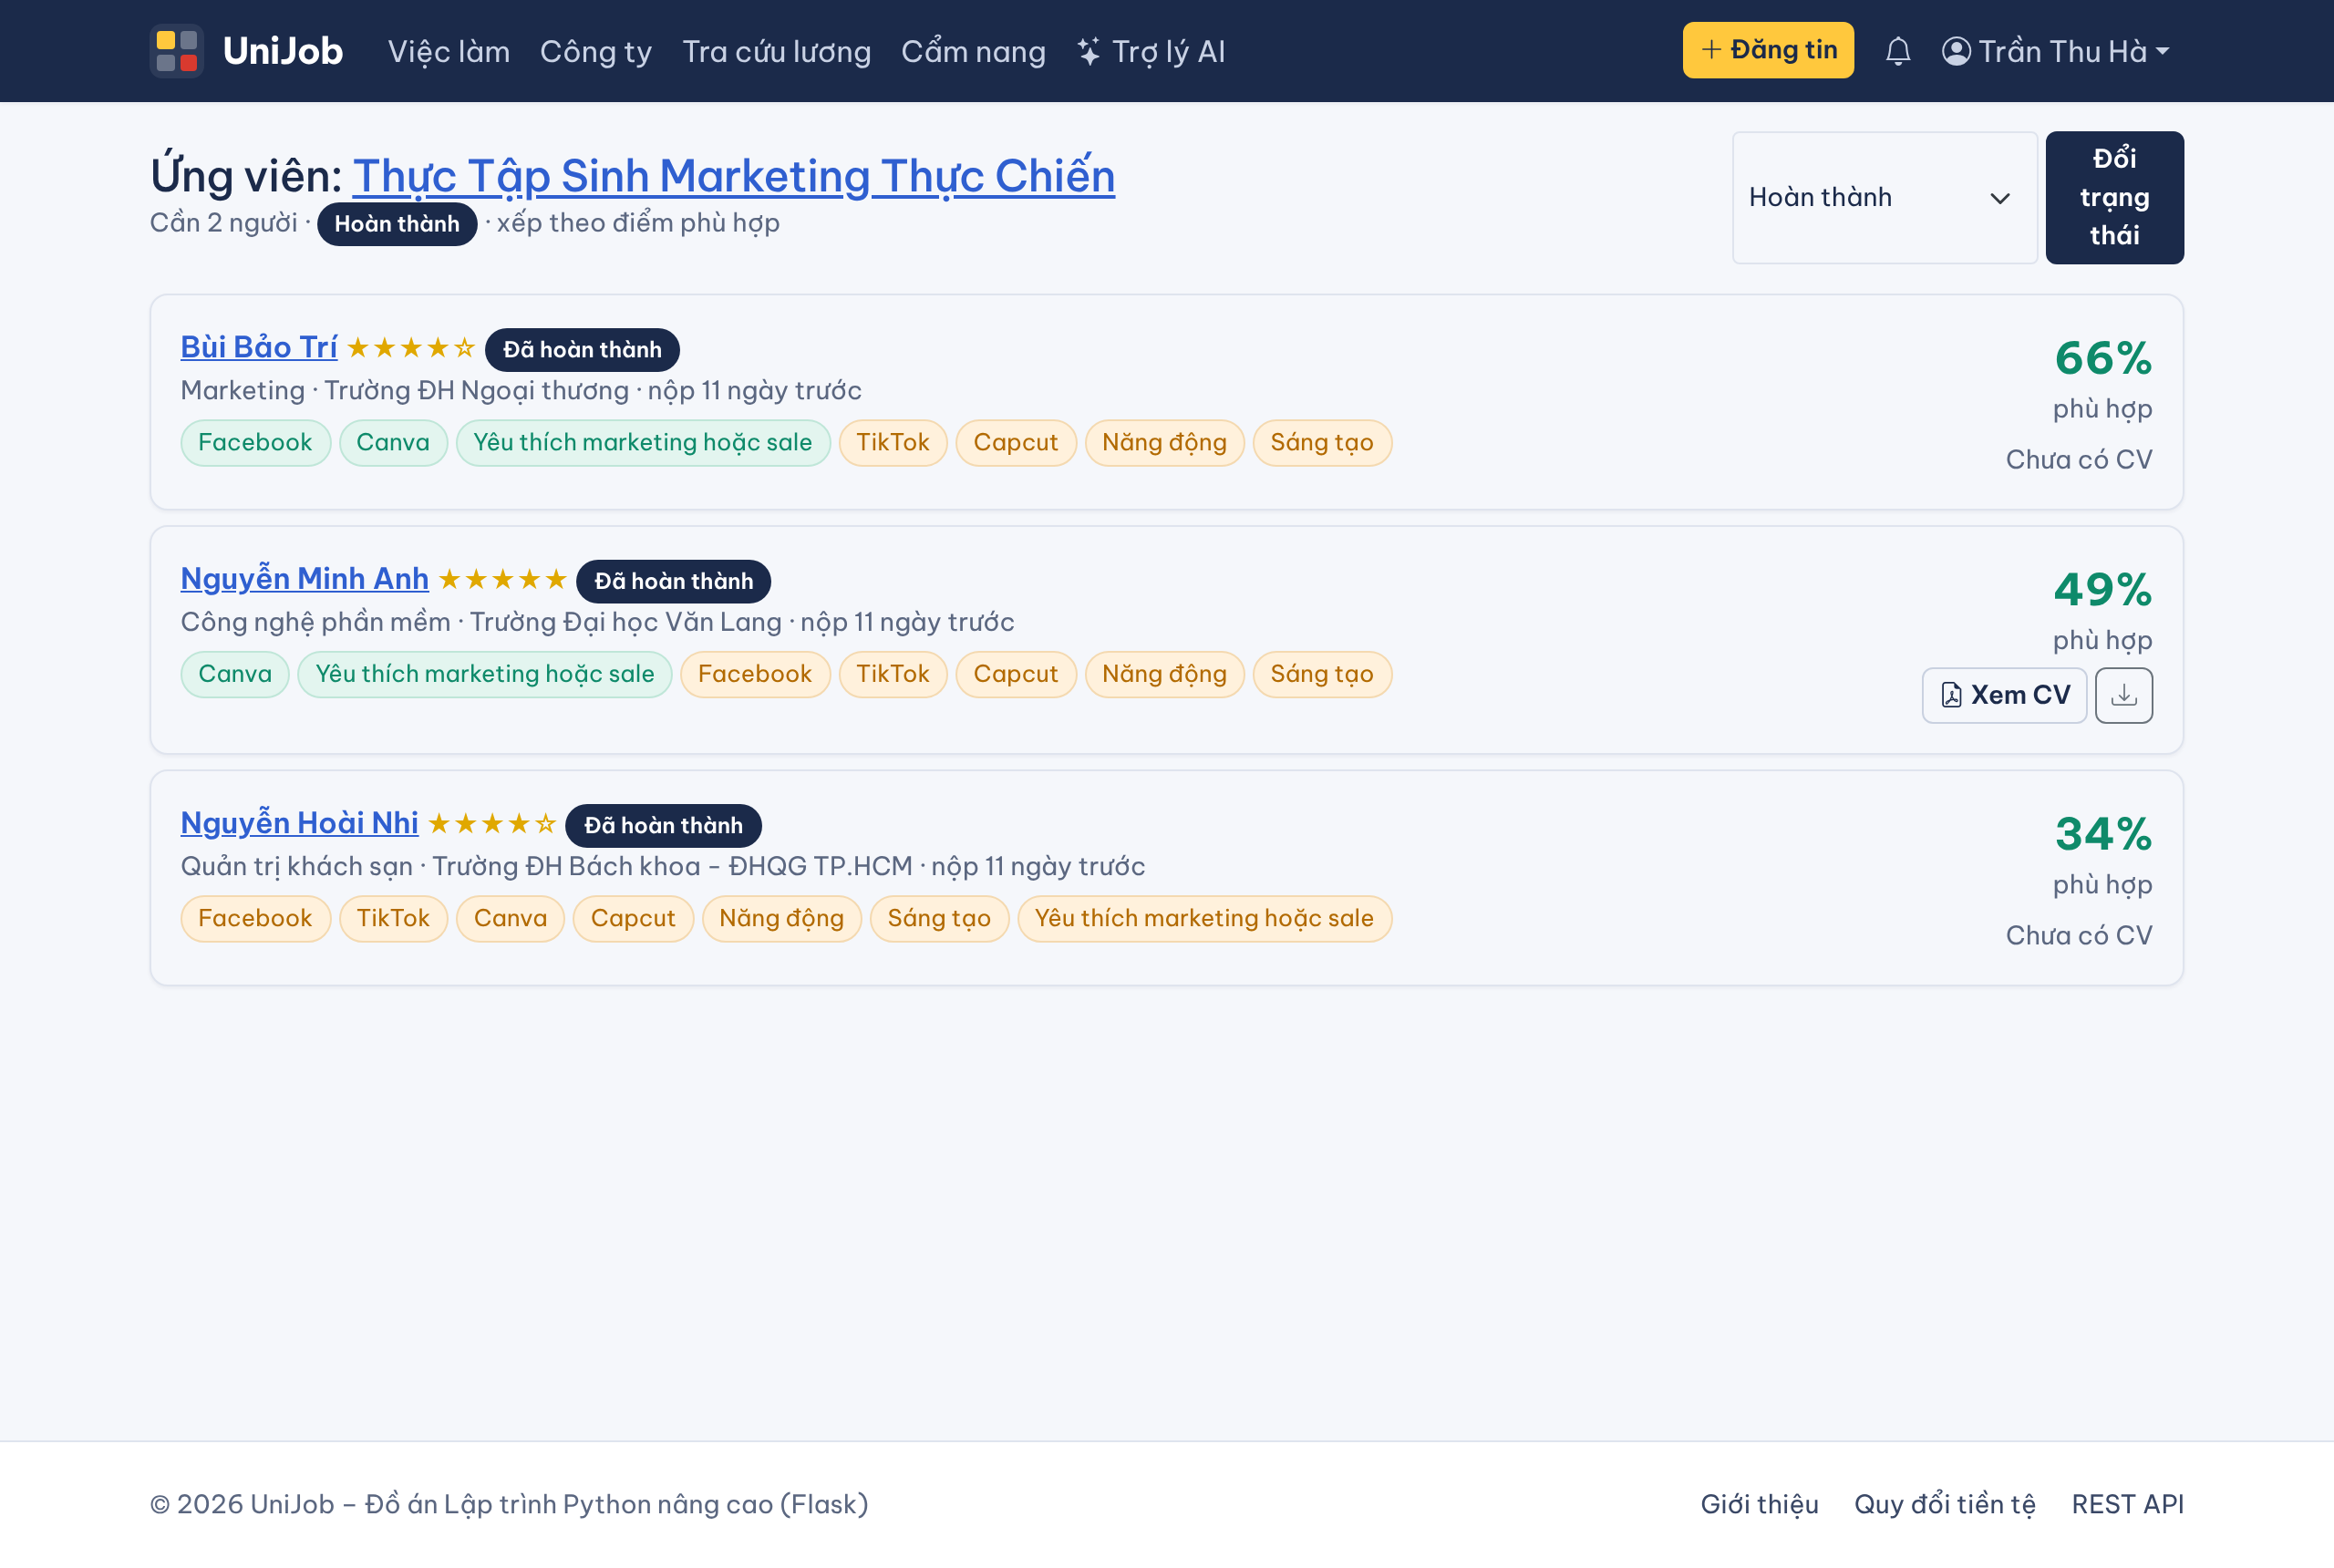 UniJob Việc làm Công ty Tra cứu lương Cẩm nang Trợ lý AI + Đăng tin Trần Thu Hà
Ứng viên: Thực Tập Sinh Marketing Thực Chiến
Cần 2 người · Hoàn thành · xếp theo điểm phù hợp
Hoàn thành
Đổi
trạng
thái
Bùi Bảo Trí ★★★★☆ Đã hoàn thành
Marketing · Trường ĐH Ngoại thương · nộp 11 ngày trước
Facebook Canva Yêu thích marketing hoặc sale TikTok Capcut Năng động Sáng tạo
66%
phù hợp
Chưa có CV
Nguyễn Minh Anh ★★★★★ Đã hoàn thành
Công nghệ phần mềm · Trường Đại học Văn Lang · nộp 11 ngày trước
Canva Yêu thích marketing hoặc sale Facebook TikTok Capcut Năng động Sáng tạo
49%
phù hợp
Xem CV
Nguyễn Hoài Nhi ★★★★☆ Đã hoàn thành
Quản trị khách sạn · Trường ĐH Bách khoa - ĐHQG TP.HCM · nộp 11 ngày trước
Facebook TikTok Canva Capcut Năng động Sáng tạo Yêu thích marketing hoặc sale
34%
phù hợp
Chưa có CV
© 2026 UniJob – Đồ án Lập trình Python nâng cao (Flask) Giới thiệu Quy đổi tiền tệ REST API